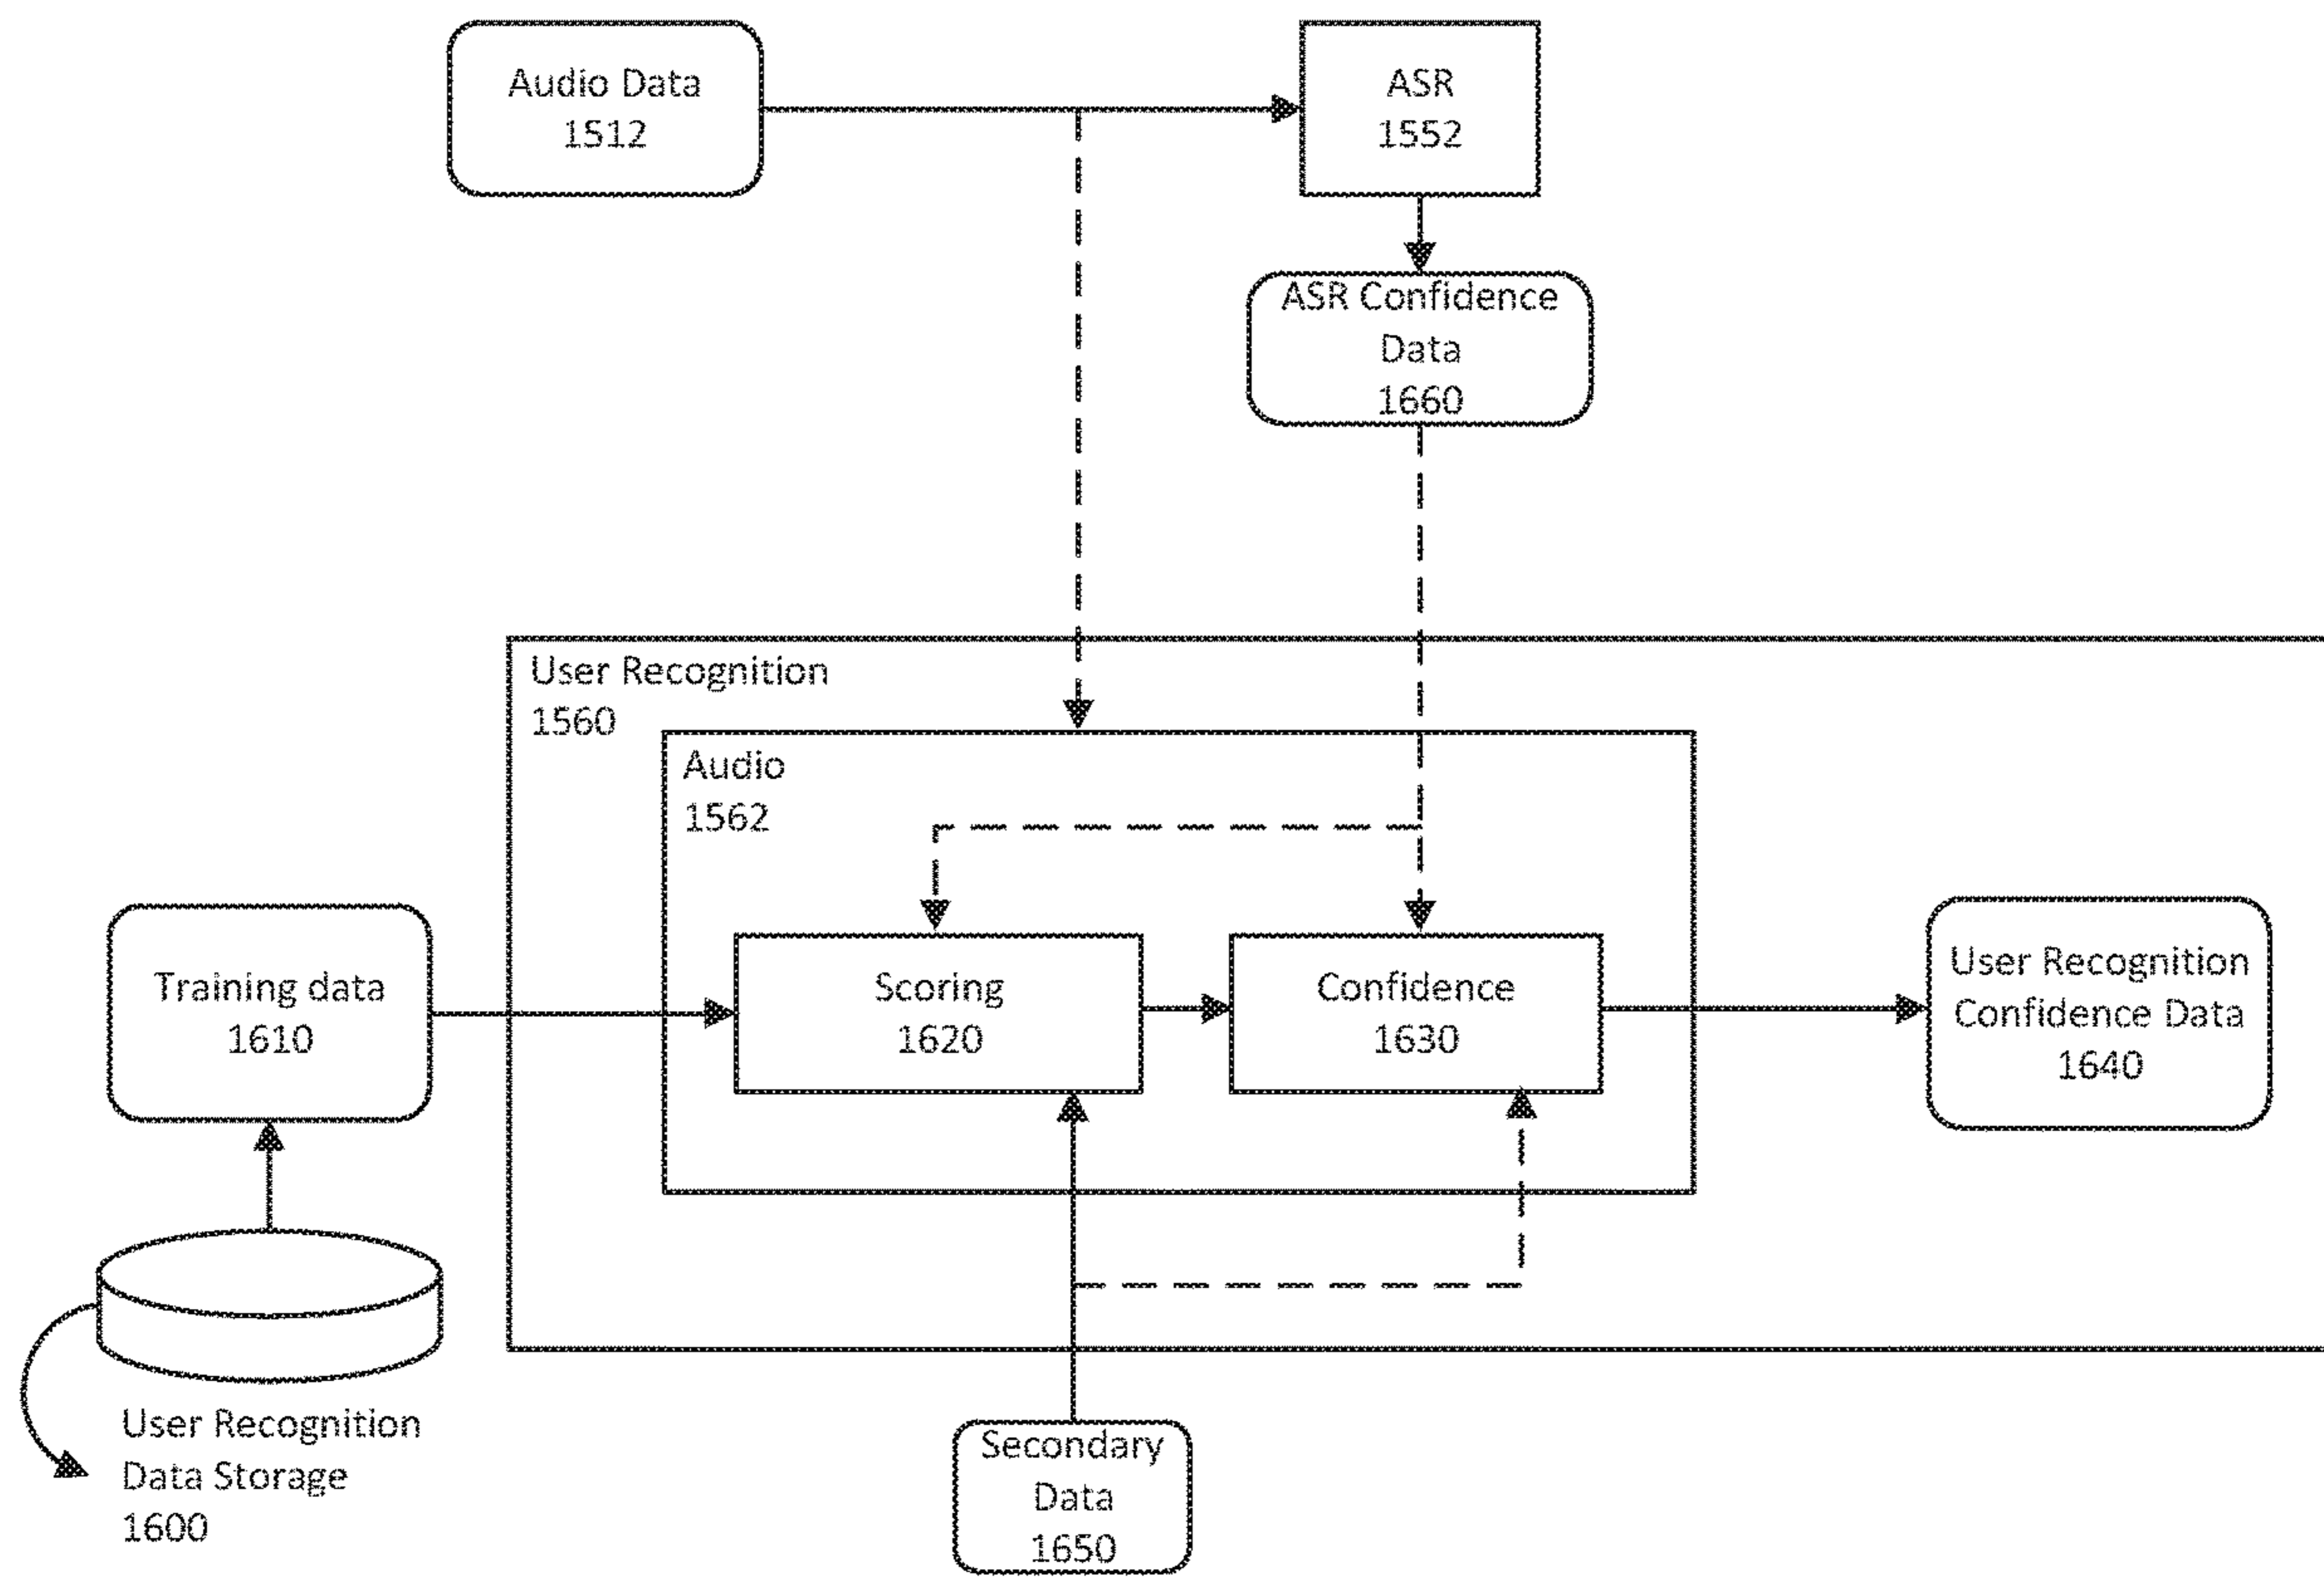 Audio Data
1512
ASR
1552
ASR Confidence
Data
1660
User Recognition
1560
Audio
1562
Training data
1610
Scoring
1620
Confidence
1630
User Recognition
Confidence Data
1640
User Recognition
Data Storage
1600
Secondary
Data
1650